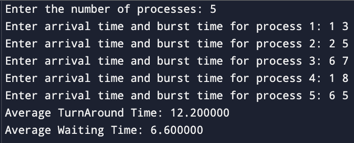 Enter the number of processes: 5
Enter arrival time and burst time for process 1: 1 3
Enter arrival time and burst time for process 2: 2 5
Enter arrival time and burst time for process 3: 6 7
Enter arrival time and burst time for process 4: 1 8
Enter arrival time and burst time for process 5: 6 5
Average TurnAround Time: 12.200000
Average Waiting Time: 6.600000